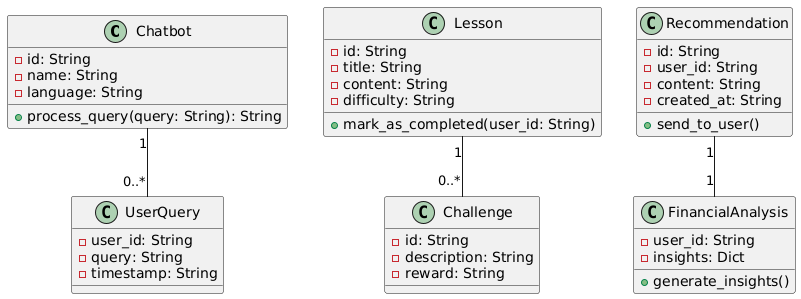 C Chatbot
id: String
name: String
language: String
process_query(query: String): String
1
0..*
C UserQuery
user_id: String
query: String
timestamp: String
C Lesson
id: String
title: String
content: String
difficulty: String
mark_as_completed(user_id: String)
1
0..*
C Challenge
id: String
description: String
reward: String
C Recommendation
id: String
user_id: String
content: String
created_at: String
send_to_user()
1
1
C FinancialAnalysis
user_id: String
insights: Dict
generate_insights()